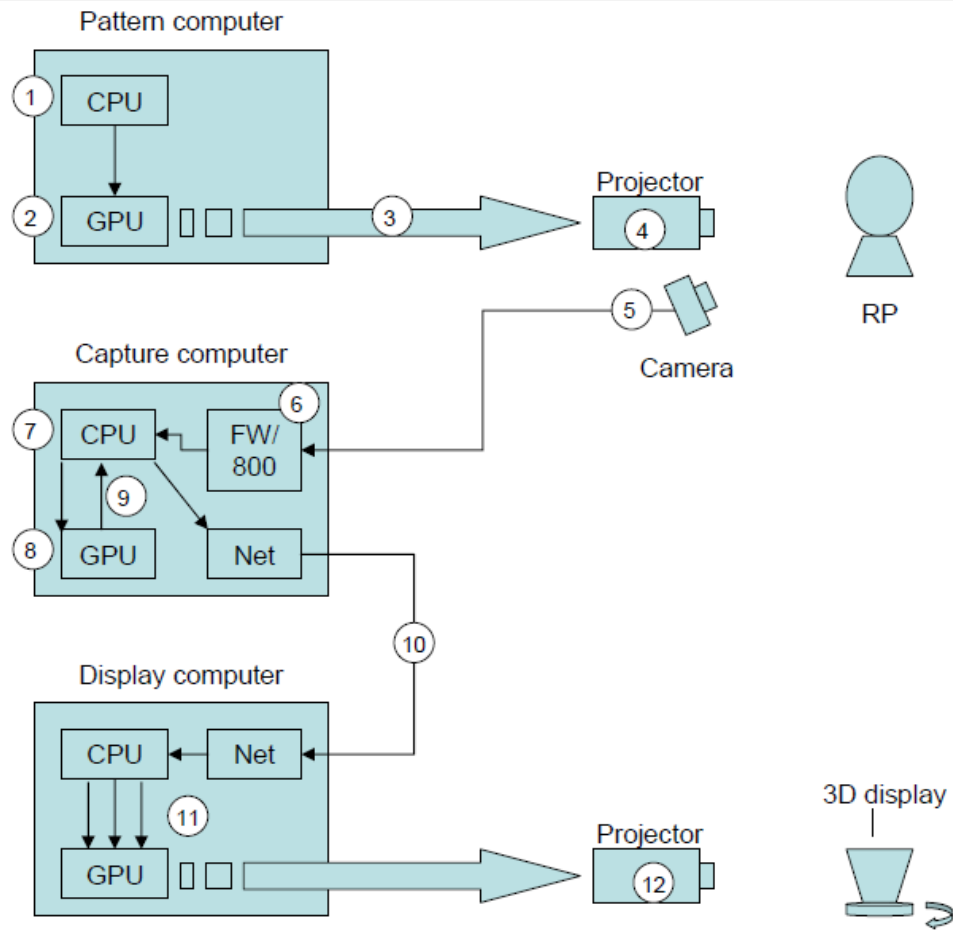 Pattern computer
1
CPU
2
GPU
3
Projector
4
RP
5
Camera
Capture computer
6
7
CPU
FW/
800
9
8
GPU
Net
10
Display computer
CPU
Net
11
3D display
GPU
Projector
12